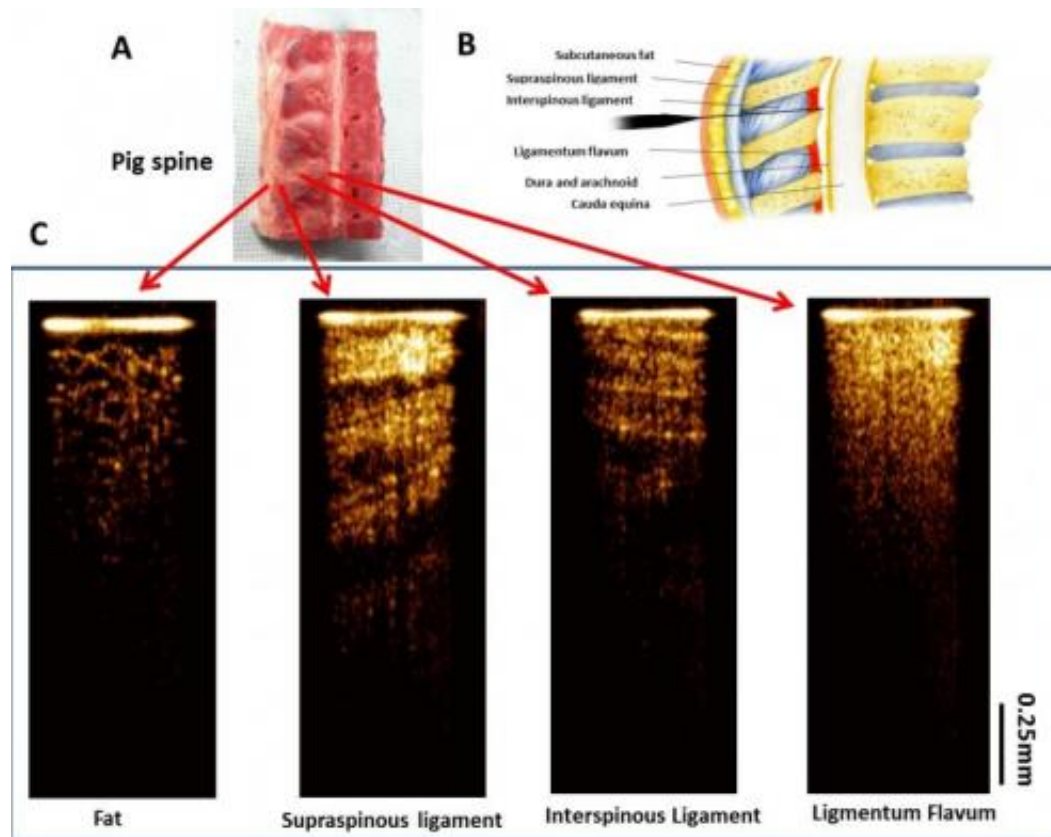 A
B
Pig spine
Subcutaneous fat
Supraspinous ligament
Interspinous ligament
Ligamentum flavum
Dura and arachnoid
Cauda equina
C
0.25mm
Fat
Supraspinous ligament
Interspinous Ligament
Ligmentum Flavum